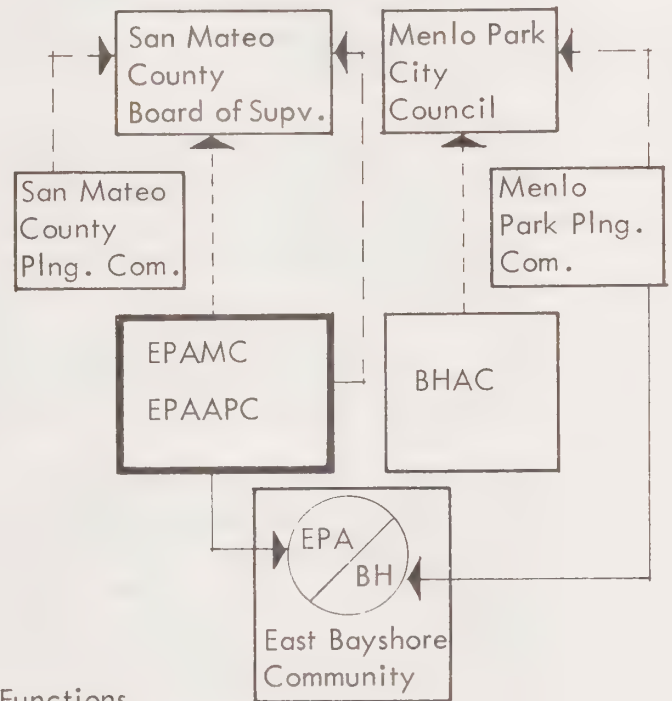 San Mateo
County
Board of Supv.
Menlo Park
City
Council
San Mateo
County
Plng. Com.
Menlo
Park Plng.
Com.
EPAMC
EPAAPC
BHAC
EPA
BH
East Bayshore
Community
Functions